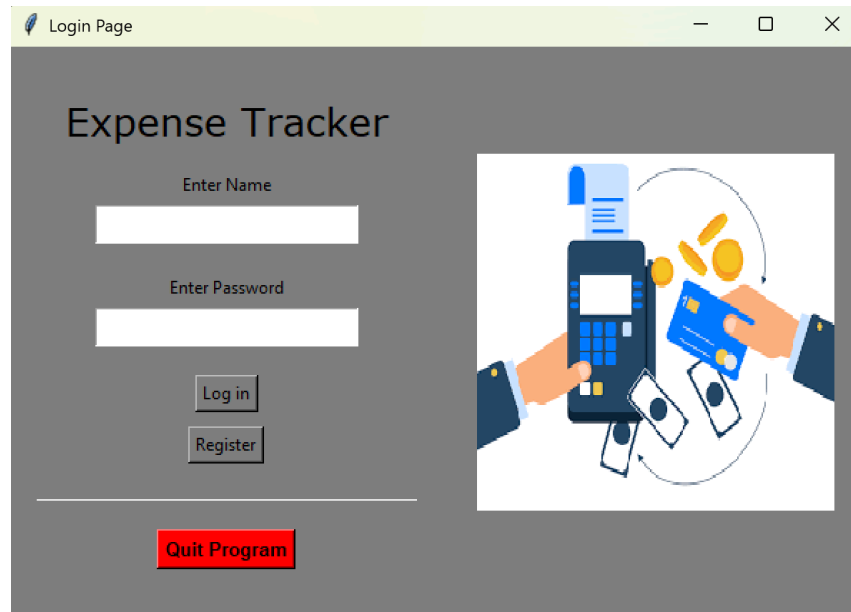 Login Page
Expense Tracker
Enter Name
Enter Password
Log in
Register
Quit Program